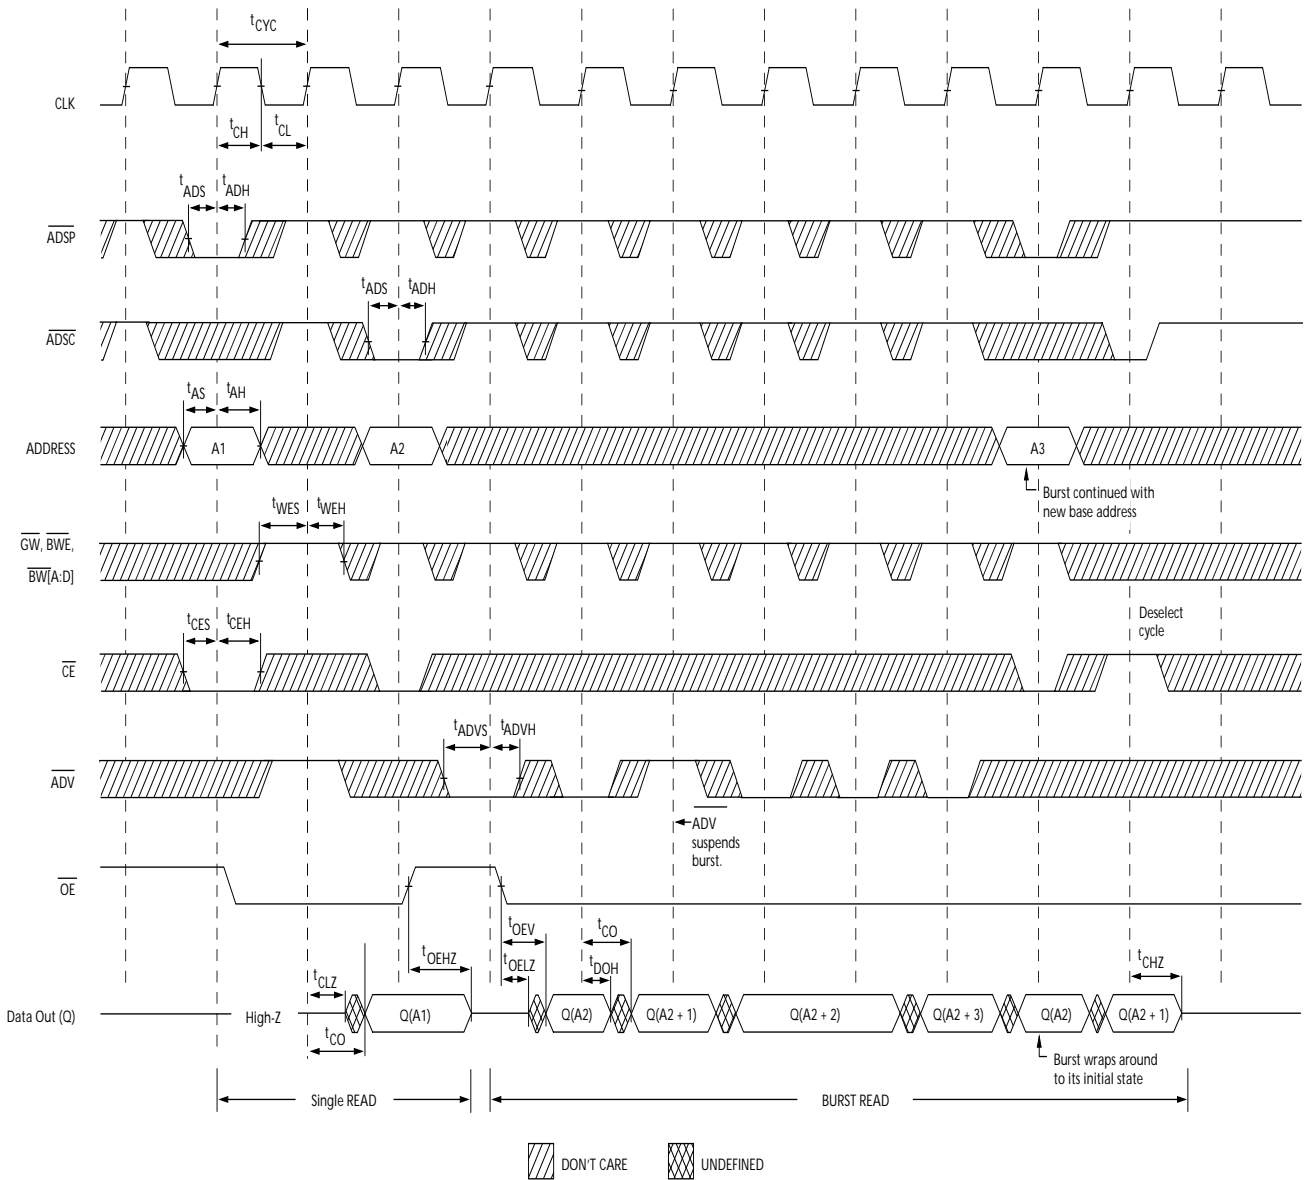 tCYC
CLK
tCH
tCL
tADS
tADH
ADSP
tADS
tADH
ADSC
tAS
tAH
ADDRESS
A1
A2
A3
Burst continued with
new base address
tWES
tWEH
GW, BWE,
BW[A:D]
Deselect
cycle
tCES
tCEH
CE
tADVS
tADVH
ADV
ADV
suspends
burst.
OE
tOEV
tCO
tOEHZ
tOELZ
tDOH
tCHZ
tCLZ
Data Out (Q)
High-Z
Q(A1)
Q(A2)
Q(A2 + 1)
Q(A2 + 2)
Q(A2 + 3)
Q(A2)
Q(A2 + 1)
tCO
Burst wraps around
to its initial state
Single READ
BURST READ
DON'T CARE
UNDEFINED